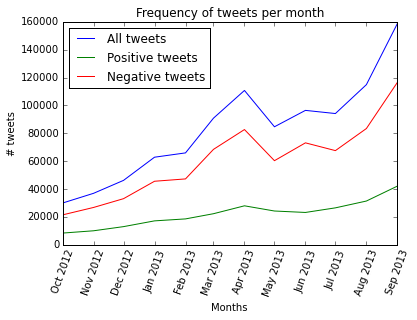 Frequency of tweets per month
160000
140000
120000
100000
80000
60000
40000
20000
0
# tweets
All tweets
Positive tweets
Negative tweets
Oct 2012
Nov 2012
Dec 2012
Jan 2013
Feb 2013
Mar 2013
Apr 2013
May 2013
Jun 2013
Jul 2013
Aug 2013
Sep 2013
Months